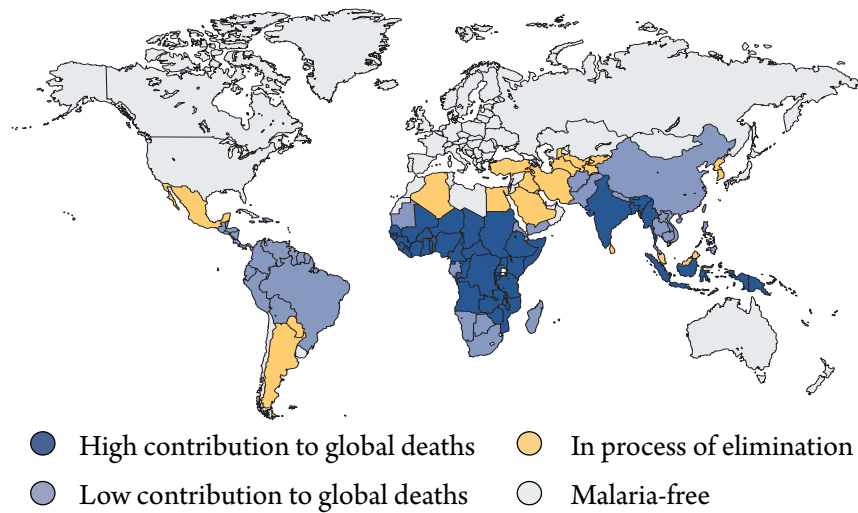 High contribution to global deaths
In process of elimination
Low contribution to global deaths
Malaria-free